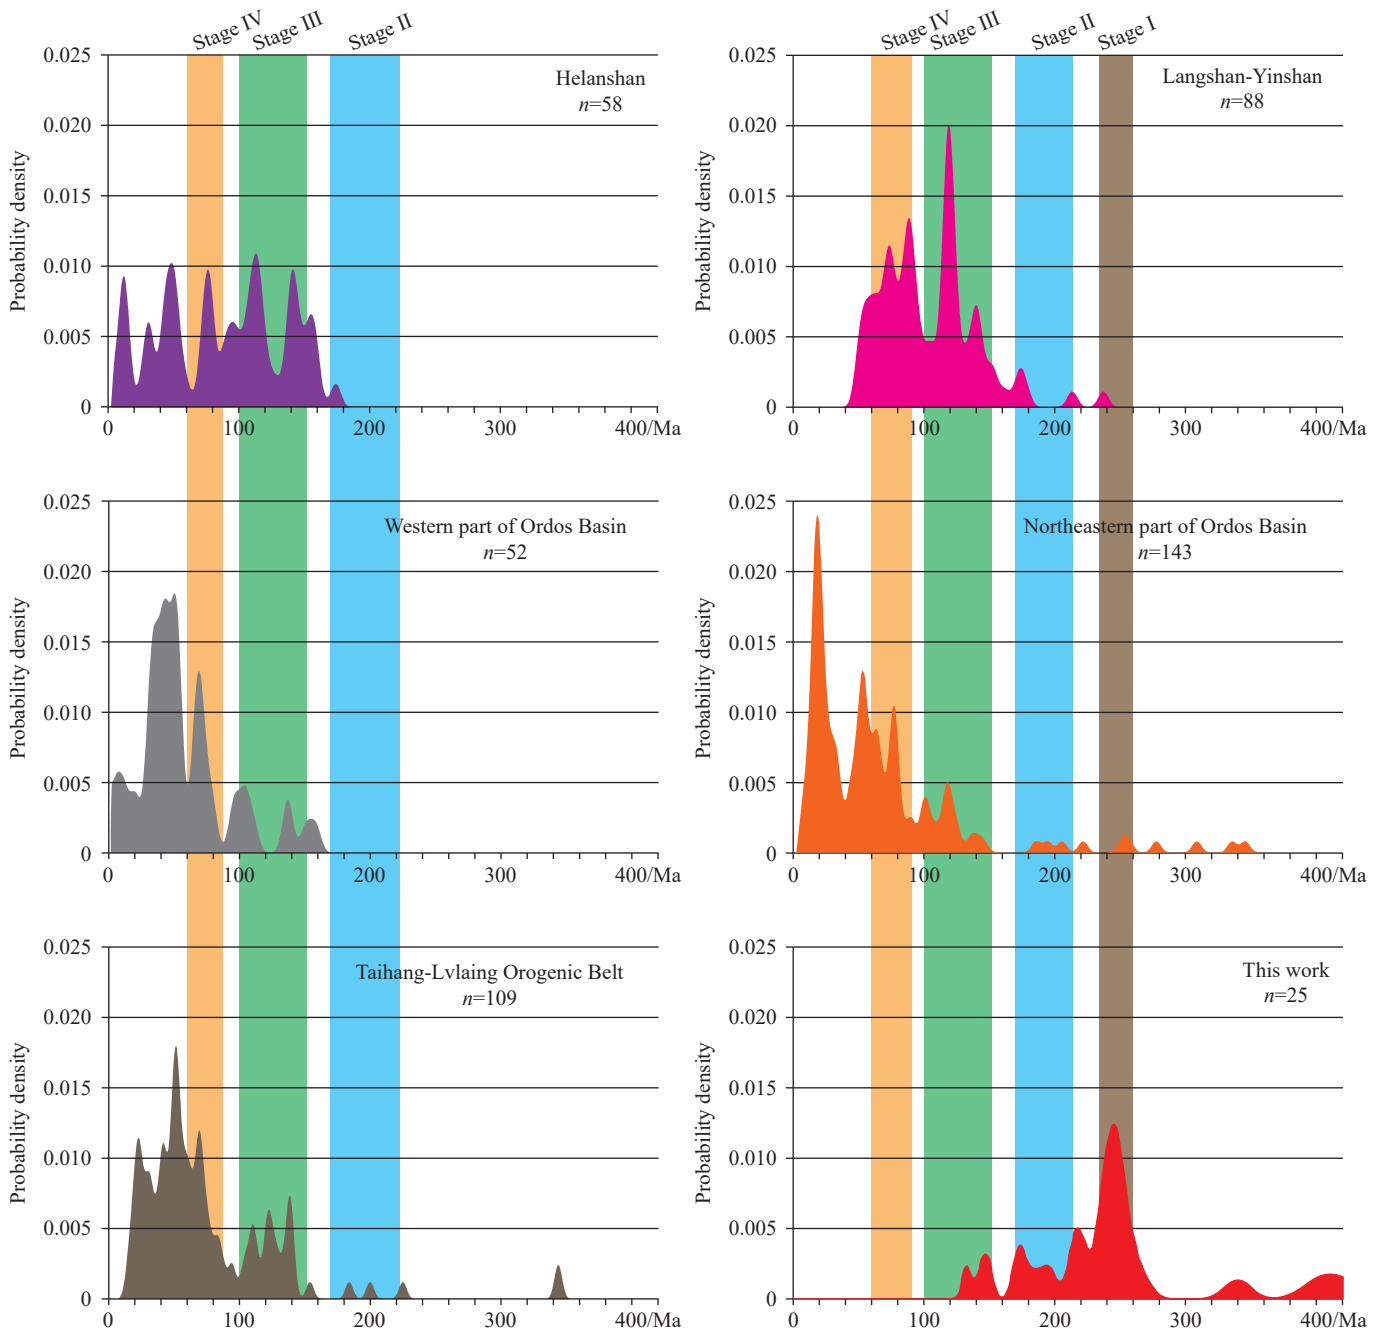 Stage IV
Stage III
Stage II
0.025
0.020
0.015
0.010
0.005
0
Probability density
Helanshan
n=58
0
100
200
300
400/Ma
Stage IV
Stage III
Stage II
Stage I
0.025
0.020
0.015
0.010
0.005
0
Probability density
Langshan-Yinshan
n=88
0
100
200
300
400/Ma
0.025
0.020
0.015
0.010
0.005
0
Probability density
Western part of Ordos Basin
n=52
0
100
200
300
400/Ma
0.025
0.020
0.015
0.010
0.005
0
Probability density
Northeastern part of Ordos Basin
n=143
0
100
200
300
400/Ma
0.025
0.020
0.015
0.010
0.005
0
Probability density
Taihang-Lvlaing Orogenic Belt
n=109
0
100
200
300
400/Ma
0.025
0.020
0.015
0.010
0.005
0
Probability density
This work
n=25
0
100
200
300
400/Ma